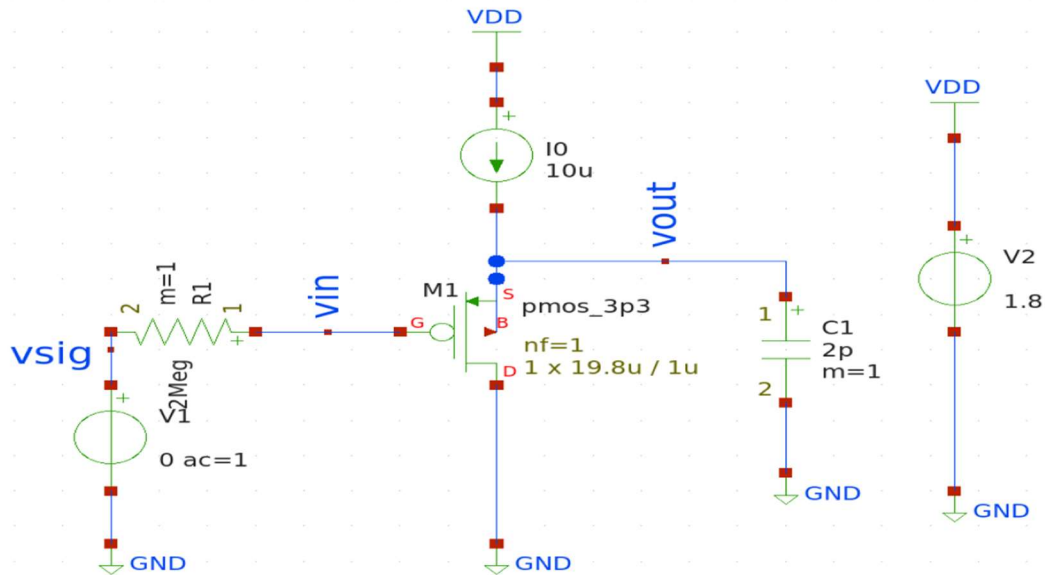 VDD
VDD
I0
10u
vout
V2
1.8
m=1
R1
2
1
2Meg
vin
vsig
M1
S
G
B
D
pmos_3p3
nf=1
1 x 19.8u / 1u
1
2
C1
2p
m=1
V1
0 ac=1
GND
GND
GND
GND